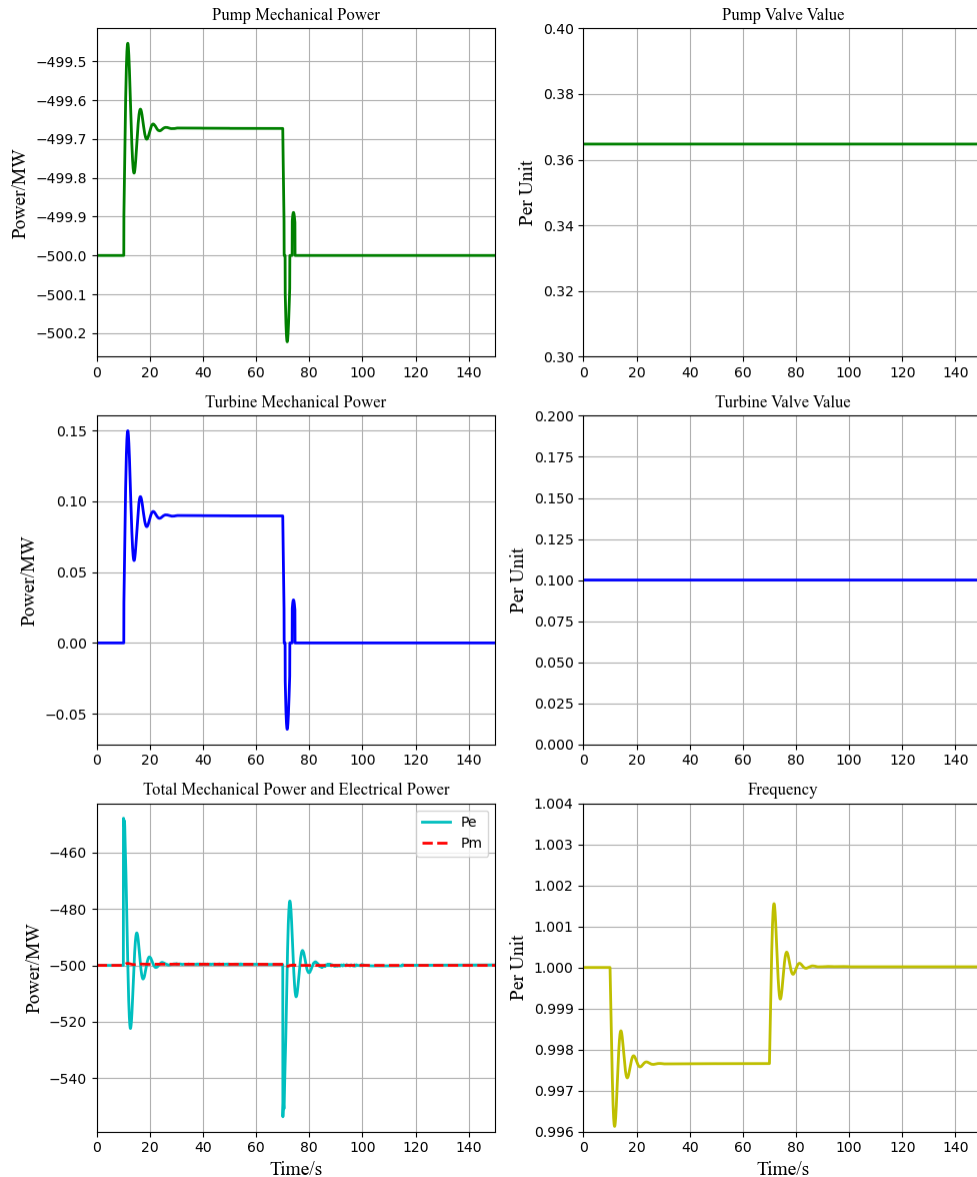 Pump Mechanical Power
Power/MW
−499.5
−499.6
−499.7
−499.8
−499.9
−500.0
−500.1
−500.2
0 20 40 60 80 100 120 140
Pump Valve Value
Per Unit
0.40
0.38
0.36
0.34
0.32
0.30
0 20 40 60 80 100 120 140
Turbine Mechanical Power
Power/MW
0.15
0.10
0.05
0.00
−0.05
0 20 40 60 80 100 120 140
Turbine Valve Value
Per Unit
0.200
0.175
0.150
0.125
0.100
0.075
0.050
0.025
0.000
0 20 40 60 80 100 120 140
Total Mechanical Power and Electrical Power
Power/MW
−460
−480
−500
−520
−540
Pe
Pm
0 20 40 60 80 100 120 140
Time/s
Frequency
Per Unit
1.004
1.003
1.002
1.001
1.000
0.999
0.998
0.997
0.996
0 20 40 60 80 100 120 140
Time/s